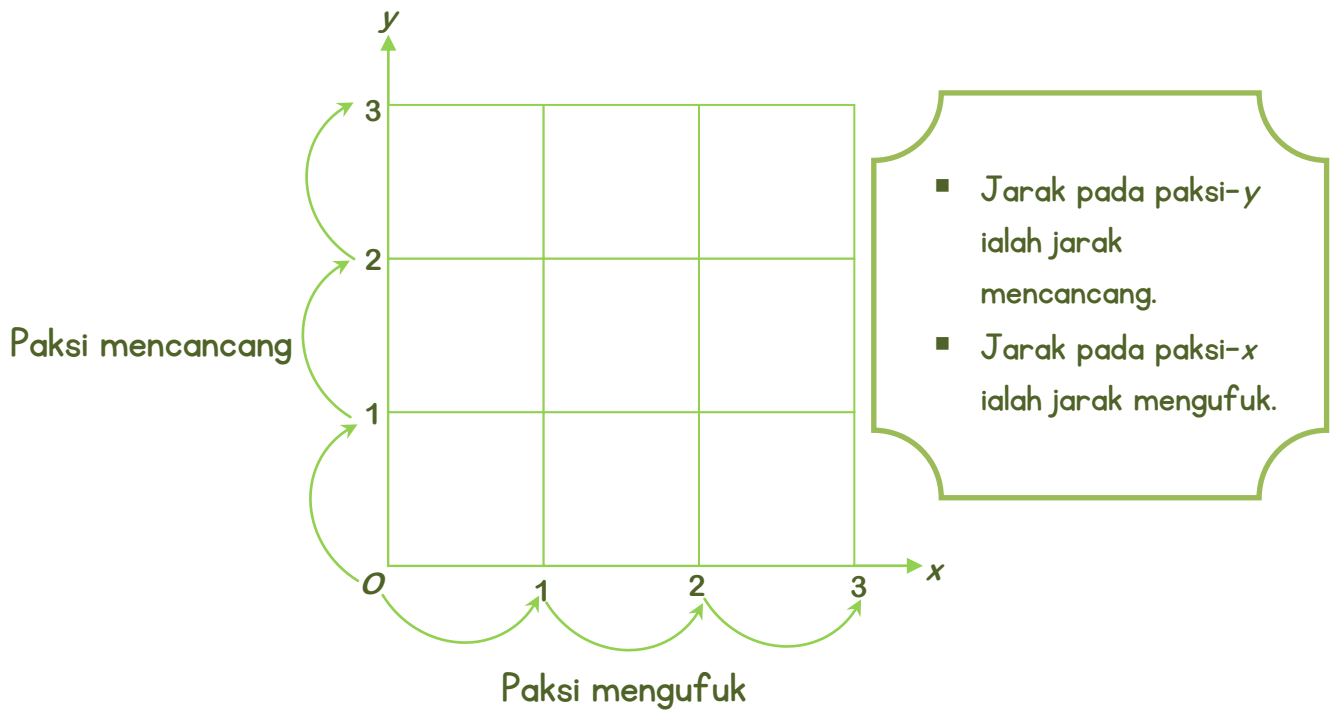 y
3
2
1
Paksi mencancang
O
1
2
3
x
Paksi mengufuk
▪ Jarak pada paksi-y
ialah jarak
mencancang.
▪ Jarak pada paksi-x
ialah jarak mengufuk.